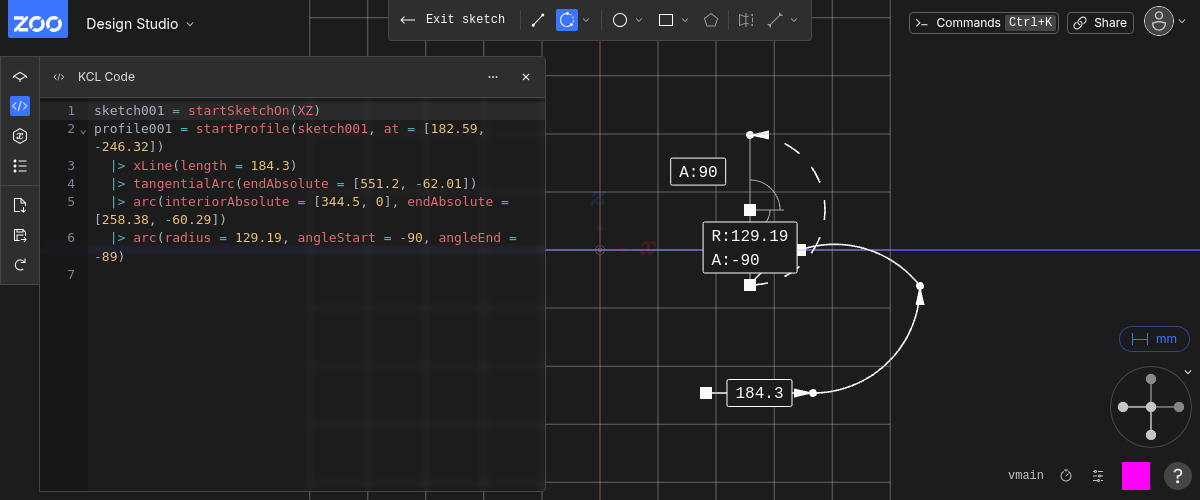 ZOO
Design Studio
Exit sketch
Commands Ctrl+K
Share
KCL Code
1 sketch001 = startSketchOn(XZ)
2 profile001 = startProfile(sketch001, at = [182.59,
-246.32])
3 |> xLine(length = 184.3)
4 |> tangentialArc(endAbsolute = [551.2, -62.01])
5 |> arc(interiorAbsolute = [344.5, 0], endAbsolute =
[258.38, -60.29])
6 |> arc(radius = 129.19, angleStart = -90, angleEnd =
-89)
7
A:90
z
x
R:129.19
A:-90
184.3
mm
vmain
?